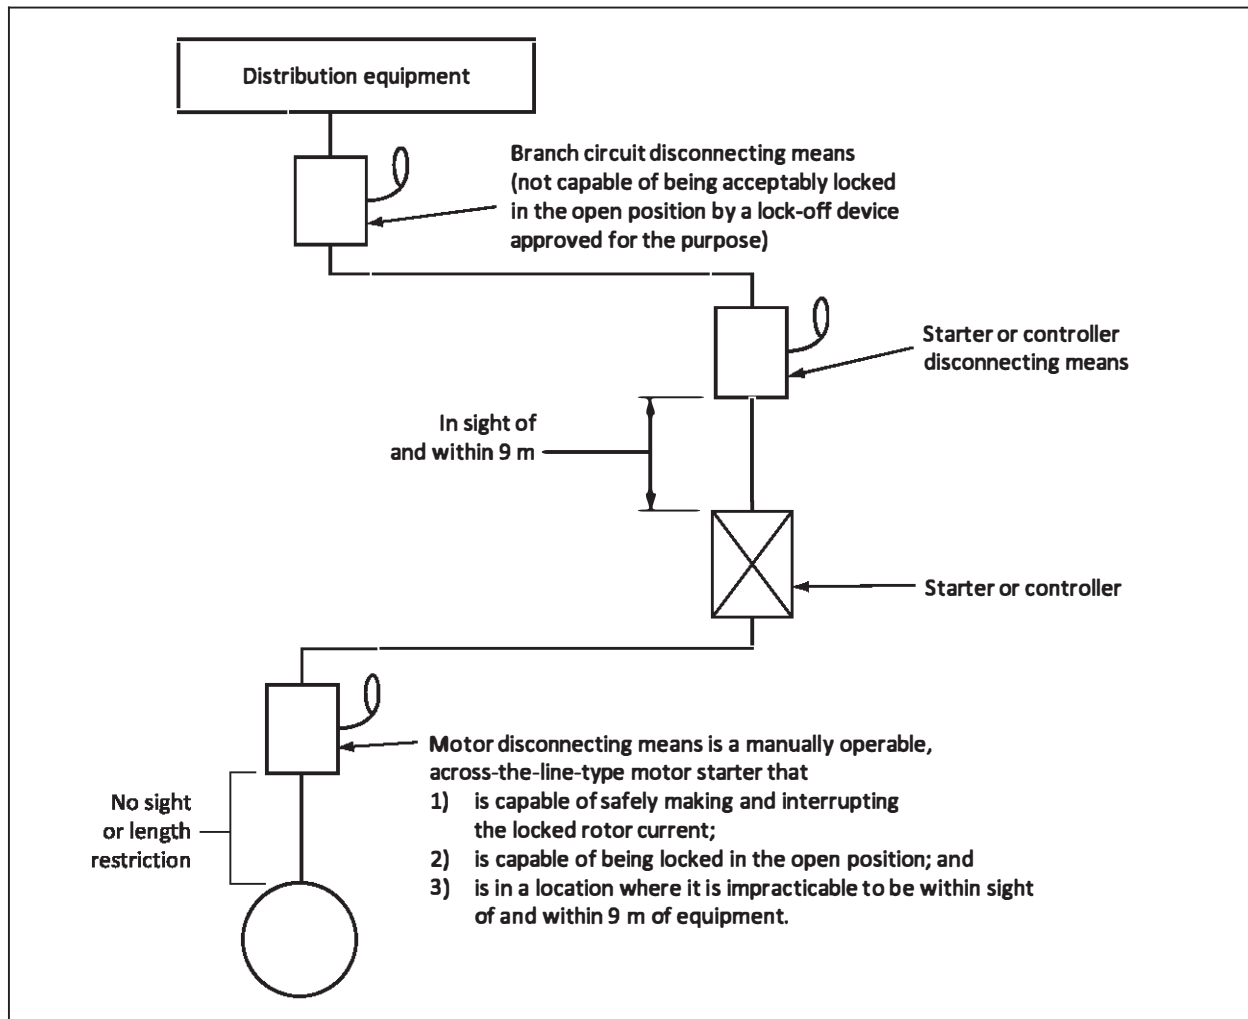 Distribution equipment
Branch circuit disconnecting means
(not capable of being acceptably locked
in the open position by a lock-off device
approved for the purpose)
Starter or controller
disconnecting means
In sight of
and within 9 m
Starter or controller
Motor disconnecting means is a manually operable,
across-the-line-type motor starter that
1) is capable of safely making and interrupting
the locked rotor current;
2) is capable of being locked in the open position; and
3) is in a location where it is impracticable to be within sight
of and within 9 m of equipment.
No sight
or length
restriction